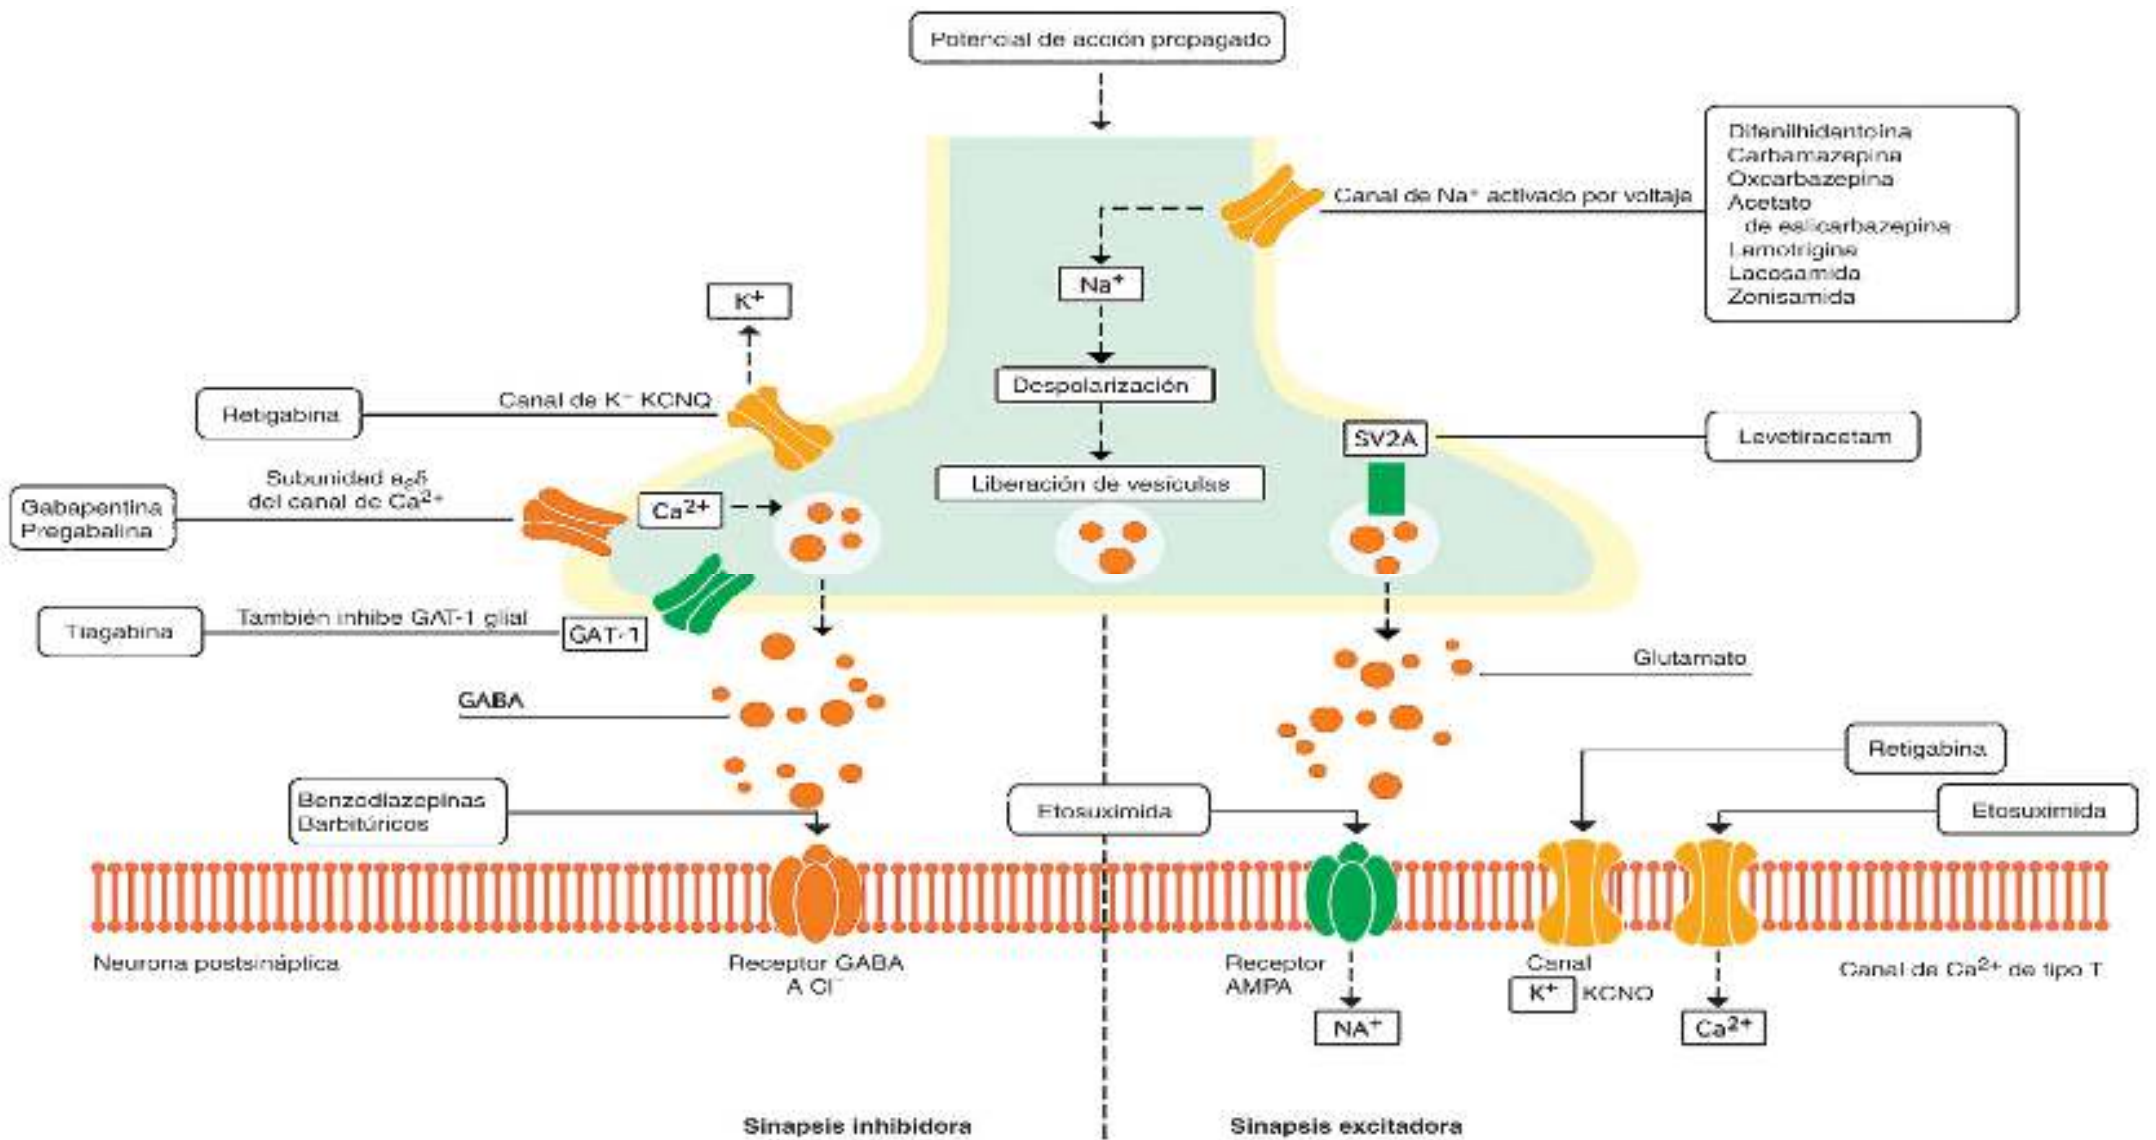 Potencial de acción propagado
Difenilhidantoína
Carbamazepina
Oxcarbazepina
Acetato
de eslicarbazepina
Lamotrigina
Lacosamida
Zonisamida
Canal de Na⁺ activado por voltaje
Na⁺
K⁺
Despolarización
Retigabina
Canal de K⁺ KCNQ
SV2A
Levetiracetam
Liberación de vesículas
Subunidad α₂δ
del canal de Ca²⁺
Gabapentina
Pregabalina
Ca²⁺
Tiagabina
También inhibe GAT-1 glial
GAT-1
Glutamato
GABA
Retigabina
Benzodiazepinas
Barbitúricos
Etosuximida
Etosuximida
Neurona postsináptica
Receptor GABA
A Cl⁻
Receptor
AMPA
NA⁺
Canal
K⁺ KCNQ
Ca²⁺
Canal de Ca²⁺ de tipo T
Sinapsis inhibidora
Sinapsis excitadora